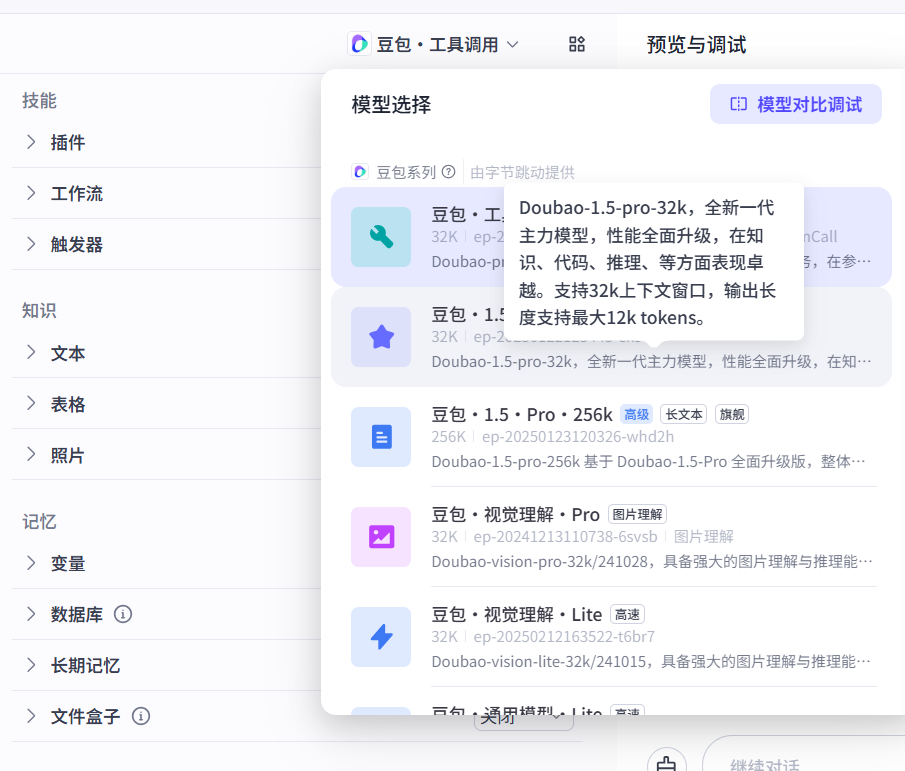 豆包・工具调用
预览与调试
技能
插件
工作流
触发器
知识
文本
表格
照片
记忆
变量
数据库
长期记忆
文件盒子
模型选择
模型对比调试
豆包系列 由字节跳动提供
豆包・工
32K
Doubao-pr
nCall
，在参…
Doubao-1.5-pro-32k，全新一代
主力模型，性能全面升级，在知
识、代码、推理、等方面表现卓
越。支持32k上下文窗口，输出长
度支持最大12k tokens。
豆包・1.5
32K
Doubao-1.5-pro-32k，全新一代主力模型，性能全面升级，在知…
豆包・1.5・Pro・256k 高级 长文本 旗舰
256K ep-20250123120326-whd2h
Doubao-1.5-pro-256k 基于 Doubao-1.5-Pro 全面升级版，整体…
豆包・视觉理解・Pro 图片理解
32K ep-20241213110738-6svsb 图片理解
Doubao-vision-pro-32k/241028，具备强大的图片理解与推理能…
豆包・视觉理解・Lite 高速
32K ep-20250212163522-t6br7
Doubao-vision-lite-32k/241015，具备强大的图片理解与推理能…
豆包・通用模型・Lite 高速
关闭
继续对话